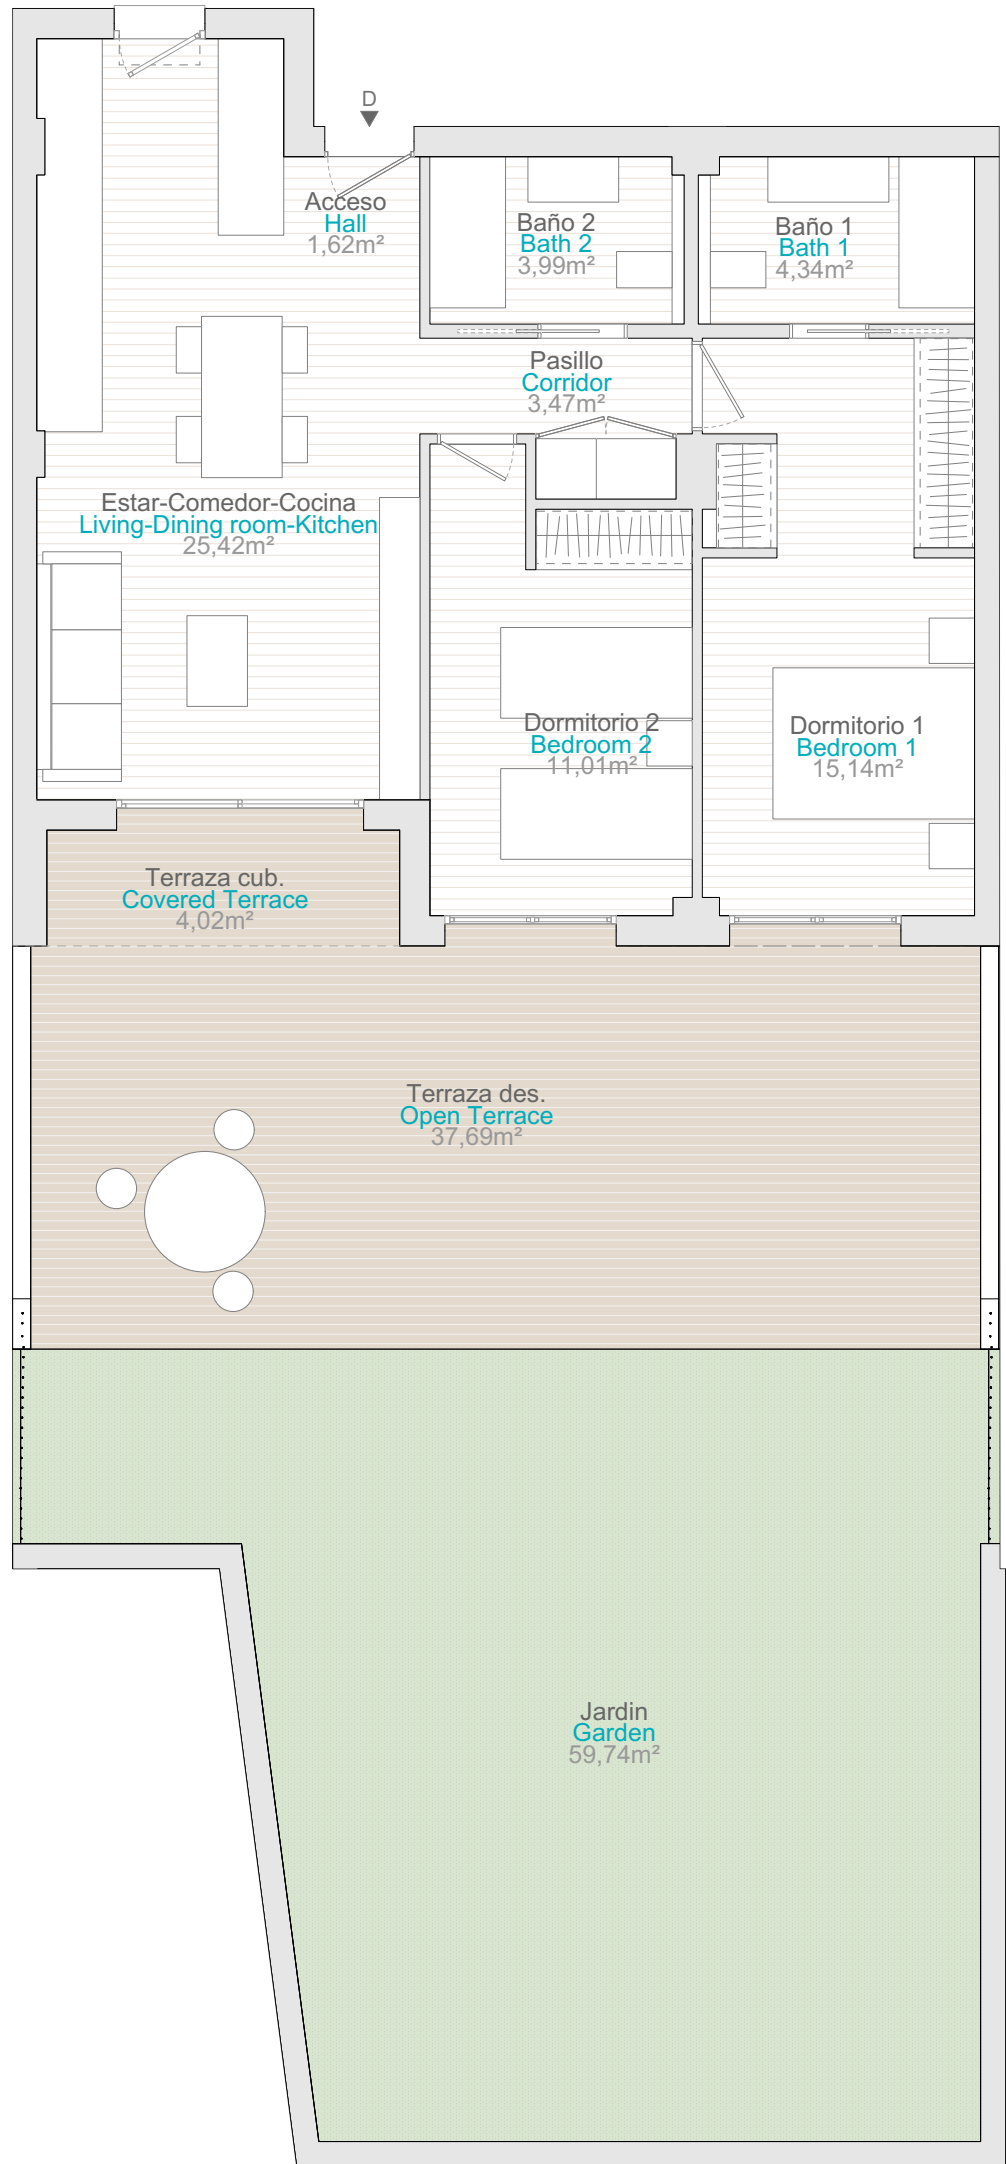 D
Acceso
Hall
1,62m²
Baño 2
Bath 2
3,99m²
Baño 1
Bath 1
4,34m²
Pasillo
Corridor
3,47m²
Estar-Comedor-Cocina
Living-Dining room-Kitchen
25,42m²
Dormitorio 2
Bedroom 2
11,01m²
Dormitorio 1
Bedroom 1
15,14m²
Terraza cub.
Covered Terrace
4,02m²
Terraza des.
Open Terrace
37,69m²
Jardin
Garden
59,74m²